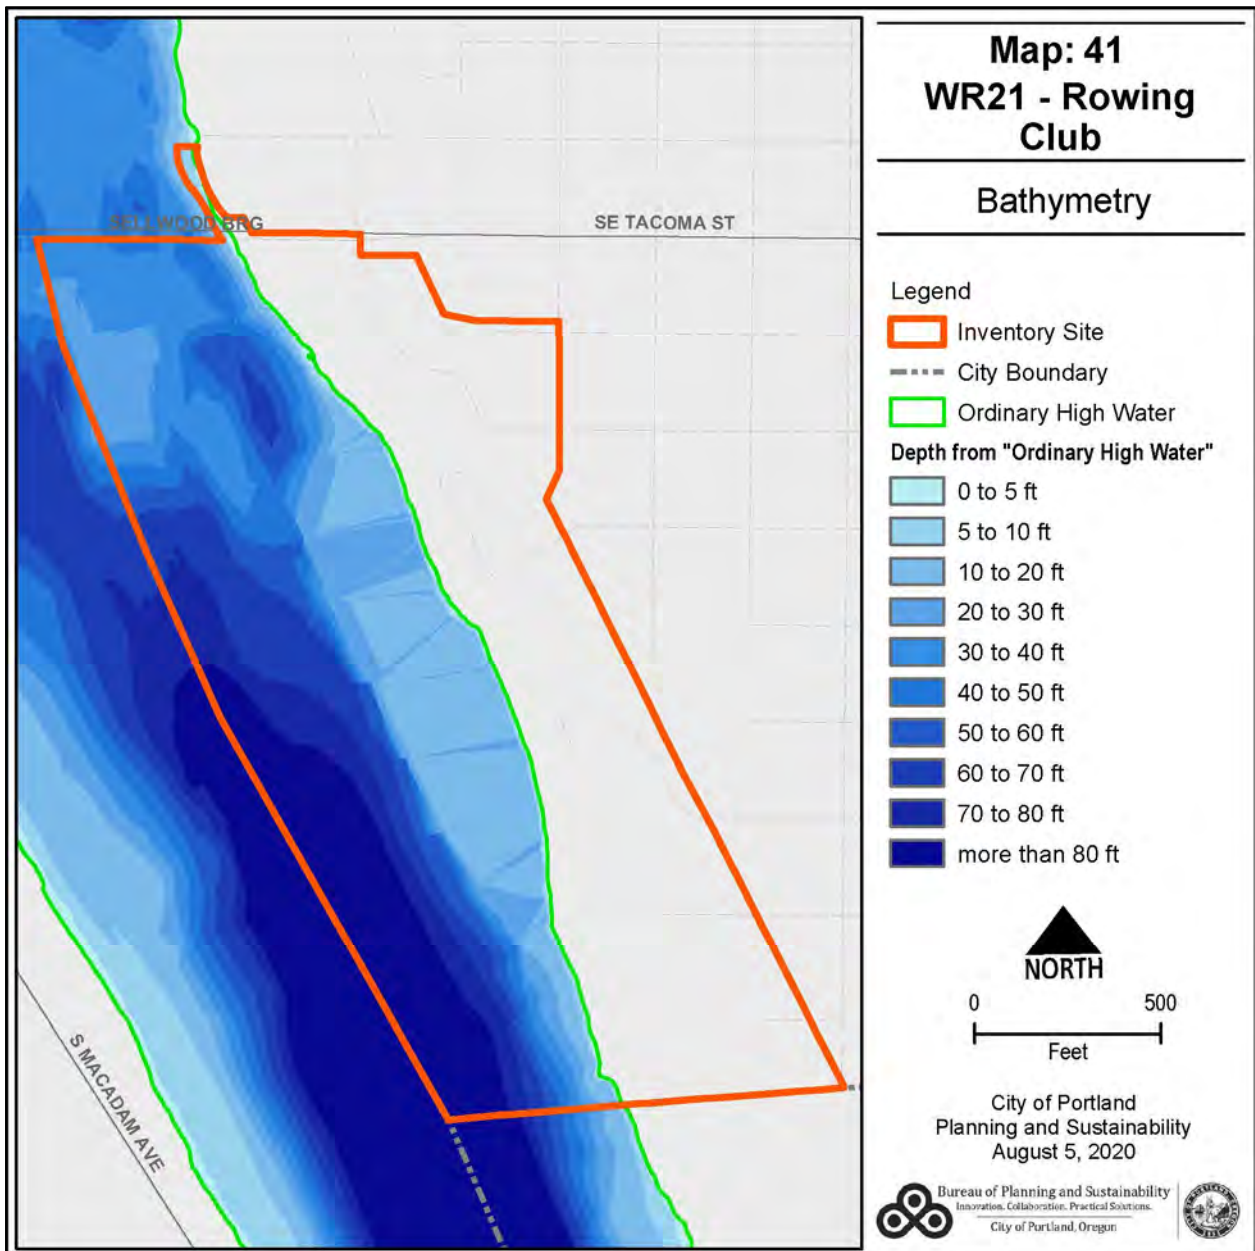 Map: 41
WR21 - Rowing
Club
Bathymetry
Legend
Inventory Site
City Boundary
Ordinary High Water
Depth from "Ordinary High Water"
0 to 5 ft
5 to 10 ft
10 to 20 ft
20 to 30 ft
30 to 40 ft
40 to 50 ft
50 to 60 ft
60 to 70 ft
70 to 80 ft
more than 80 ft
NORTH
0 500
Feet
City of Portland
Planning and Sustainability
August 5, 2020
Bureau of Planning and Sustainability
Innovation. Collaboration. Practical Solutions.
City of Portland, Oregon
SELLWOOD BRG
SE TACOMA ST
S MACADAM AVE